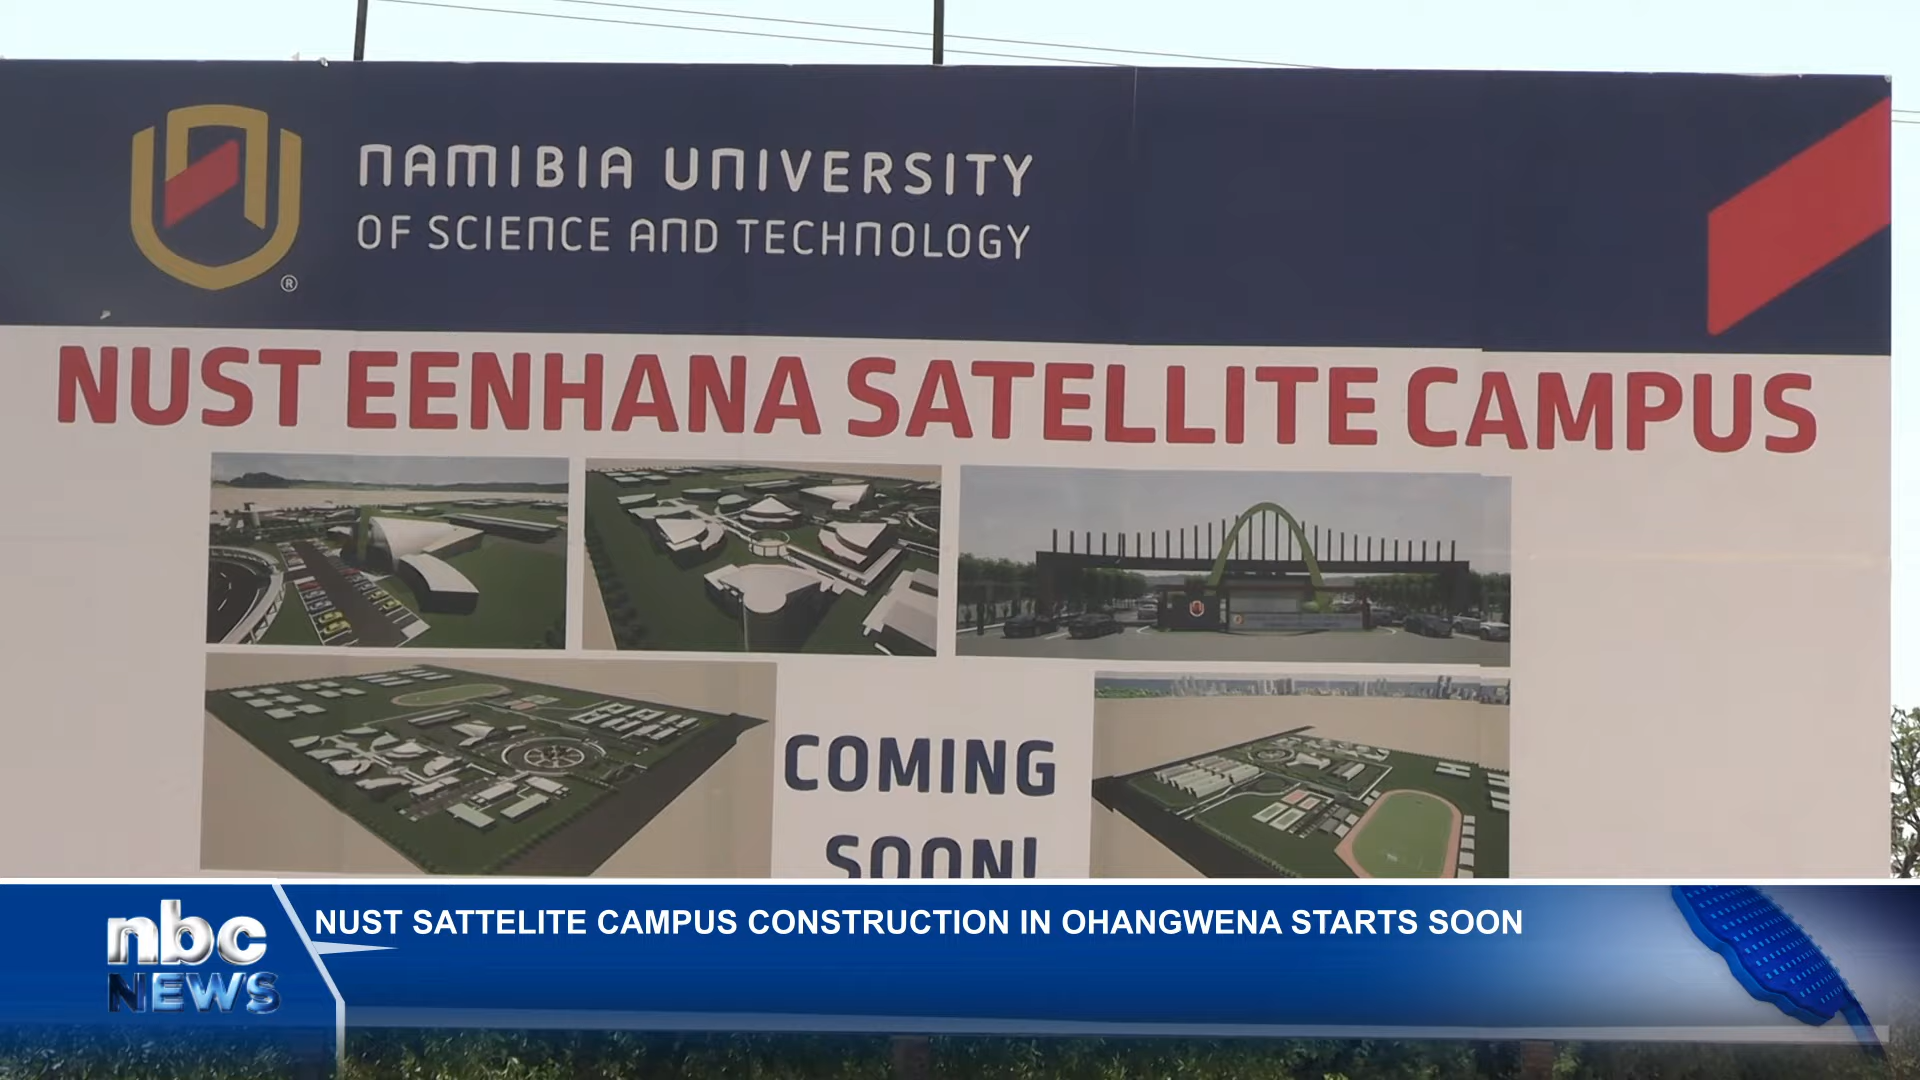 NAMIBIA UNIVERSITY
OF SCIENCE AND TECHNOLOGY
®
NUST EENHANA SATELLITE CAMPUS
COMING
SOON!
nbc
NEWS
NUST SATTELITE CAMPUS CONSTRUCTION IN OHANGWENA STARTS SOON